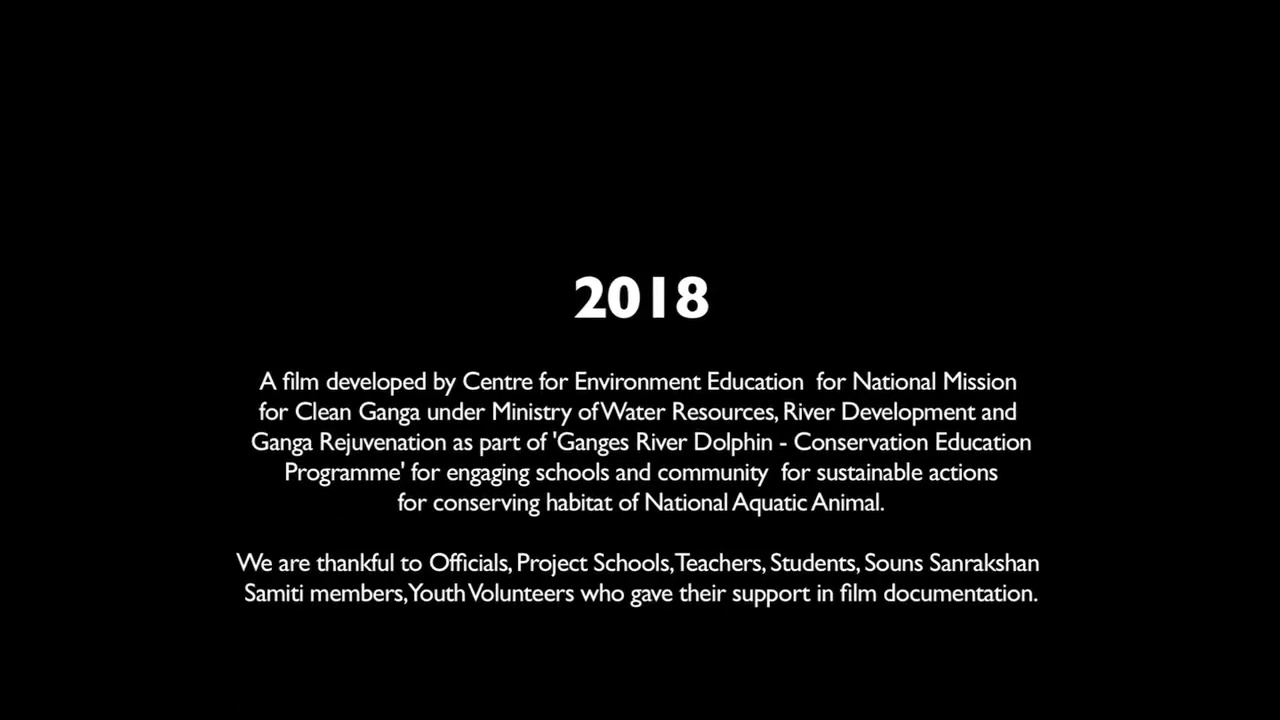 2018
A film developed by Centre for Environment Education for National Mission
for Clean Ganga under Ministry of Water Resources, River Development and
Ganga Rejuvenation as part of 'Ganges River Dolphin - Conservation Education
Programme' for engaging schools and community for sustainable actions
for conserving habitat of National Aquatic Animal.
We are thankful to Officials, Project Schools, Teachers, Students, Souns Sanrakshan
Samiti members, Youth Volunteers who gave their support in film documentation.